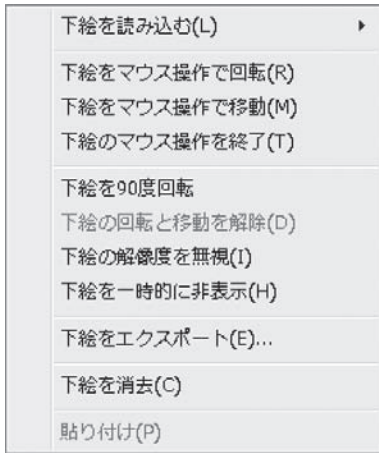 下絵を読み込む(L)
下絵をマウス操作で回転(R)
下絵をマウス操作で移動(M)
下絵のマウス操作を終了(T)
下絵を90度回転
下絵の回転と移動を解除(D)
下絵の解像度を無視(I)
下絵を一時的に非表示(H)
下絵をエクスポート(E)...
下絵を消去(C)
貼り付け(P)